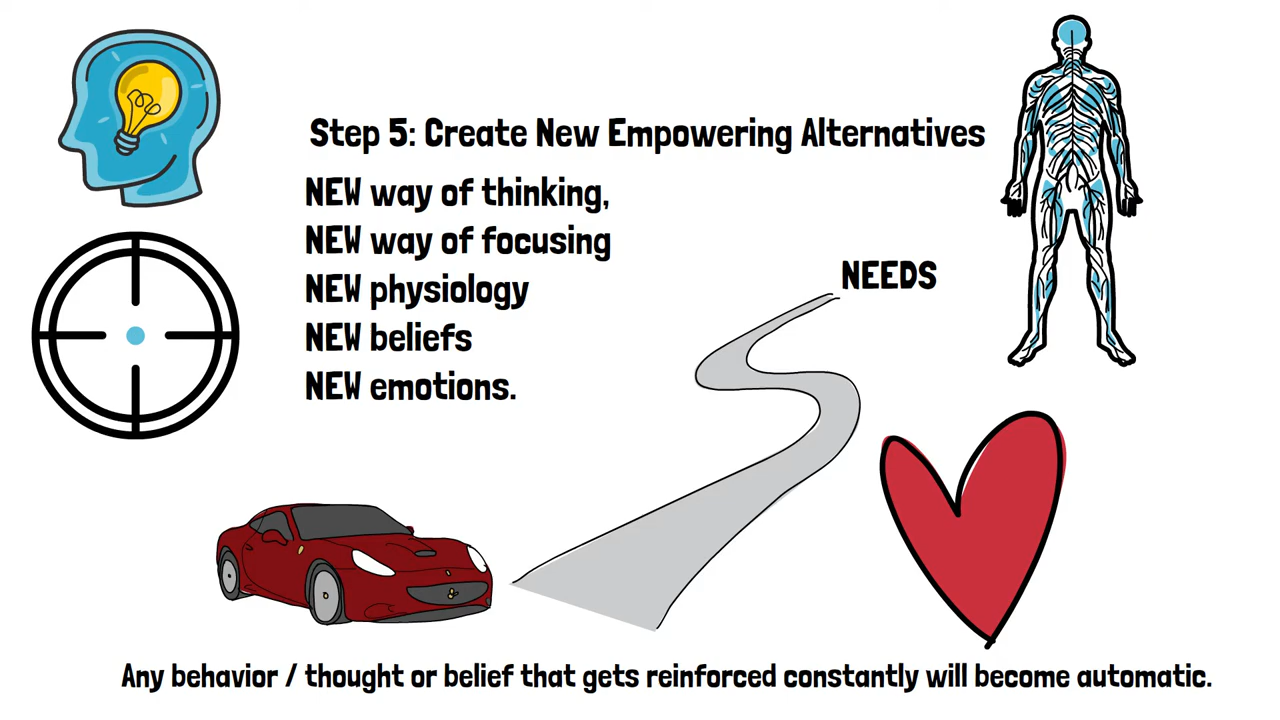 Step 5: Create New Empowering Alternatives
NEW way of thinking,
NEW way of focusing
NEW physiology
NEW beliefs
NEW emotions.
NEEDS
Any behavior / thought or belief that gets reinforced constantly will become automatic.